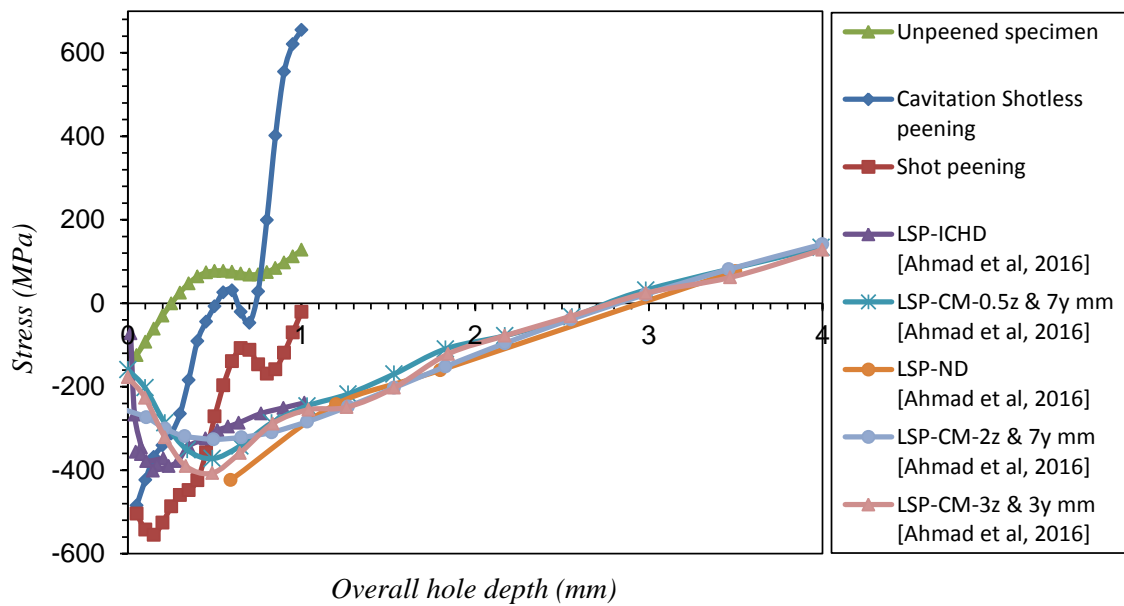 600
400
200
0
-200
-400
-600
0
1
2
3
4
Stress (MPa)
Overall hole depth (mm)
Unpeened specimen
Cavitation Shotless
peening
Shot peening
LSP-ICHD
[Ahmad et al, 2016]
LSP-CM-0.5z & 7y mm
[Ahmad et al, 2016]
LSP-ND
[Ahmad et al, 2016]
LSP-CM-2z & 7y mm
[Ahmad et al, 2016]
LSP-CM-3z & 3y mm
[Ahmad et al, 2016]